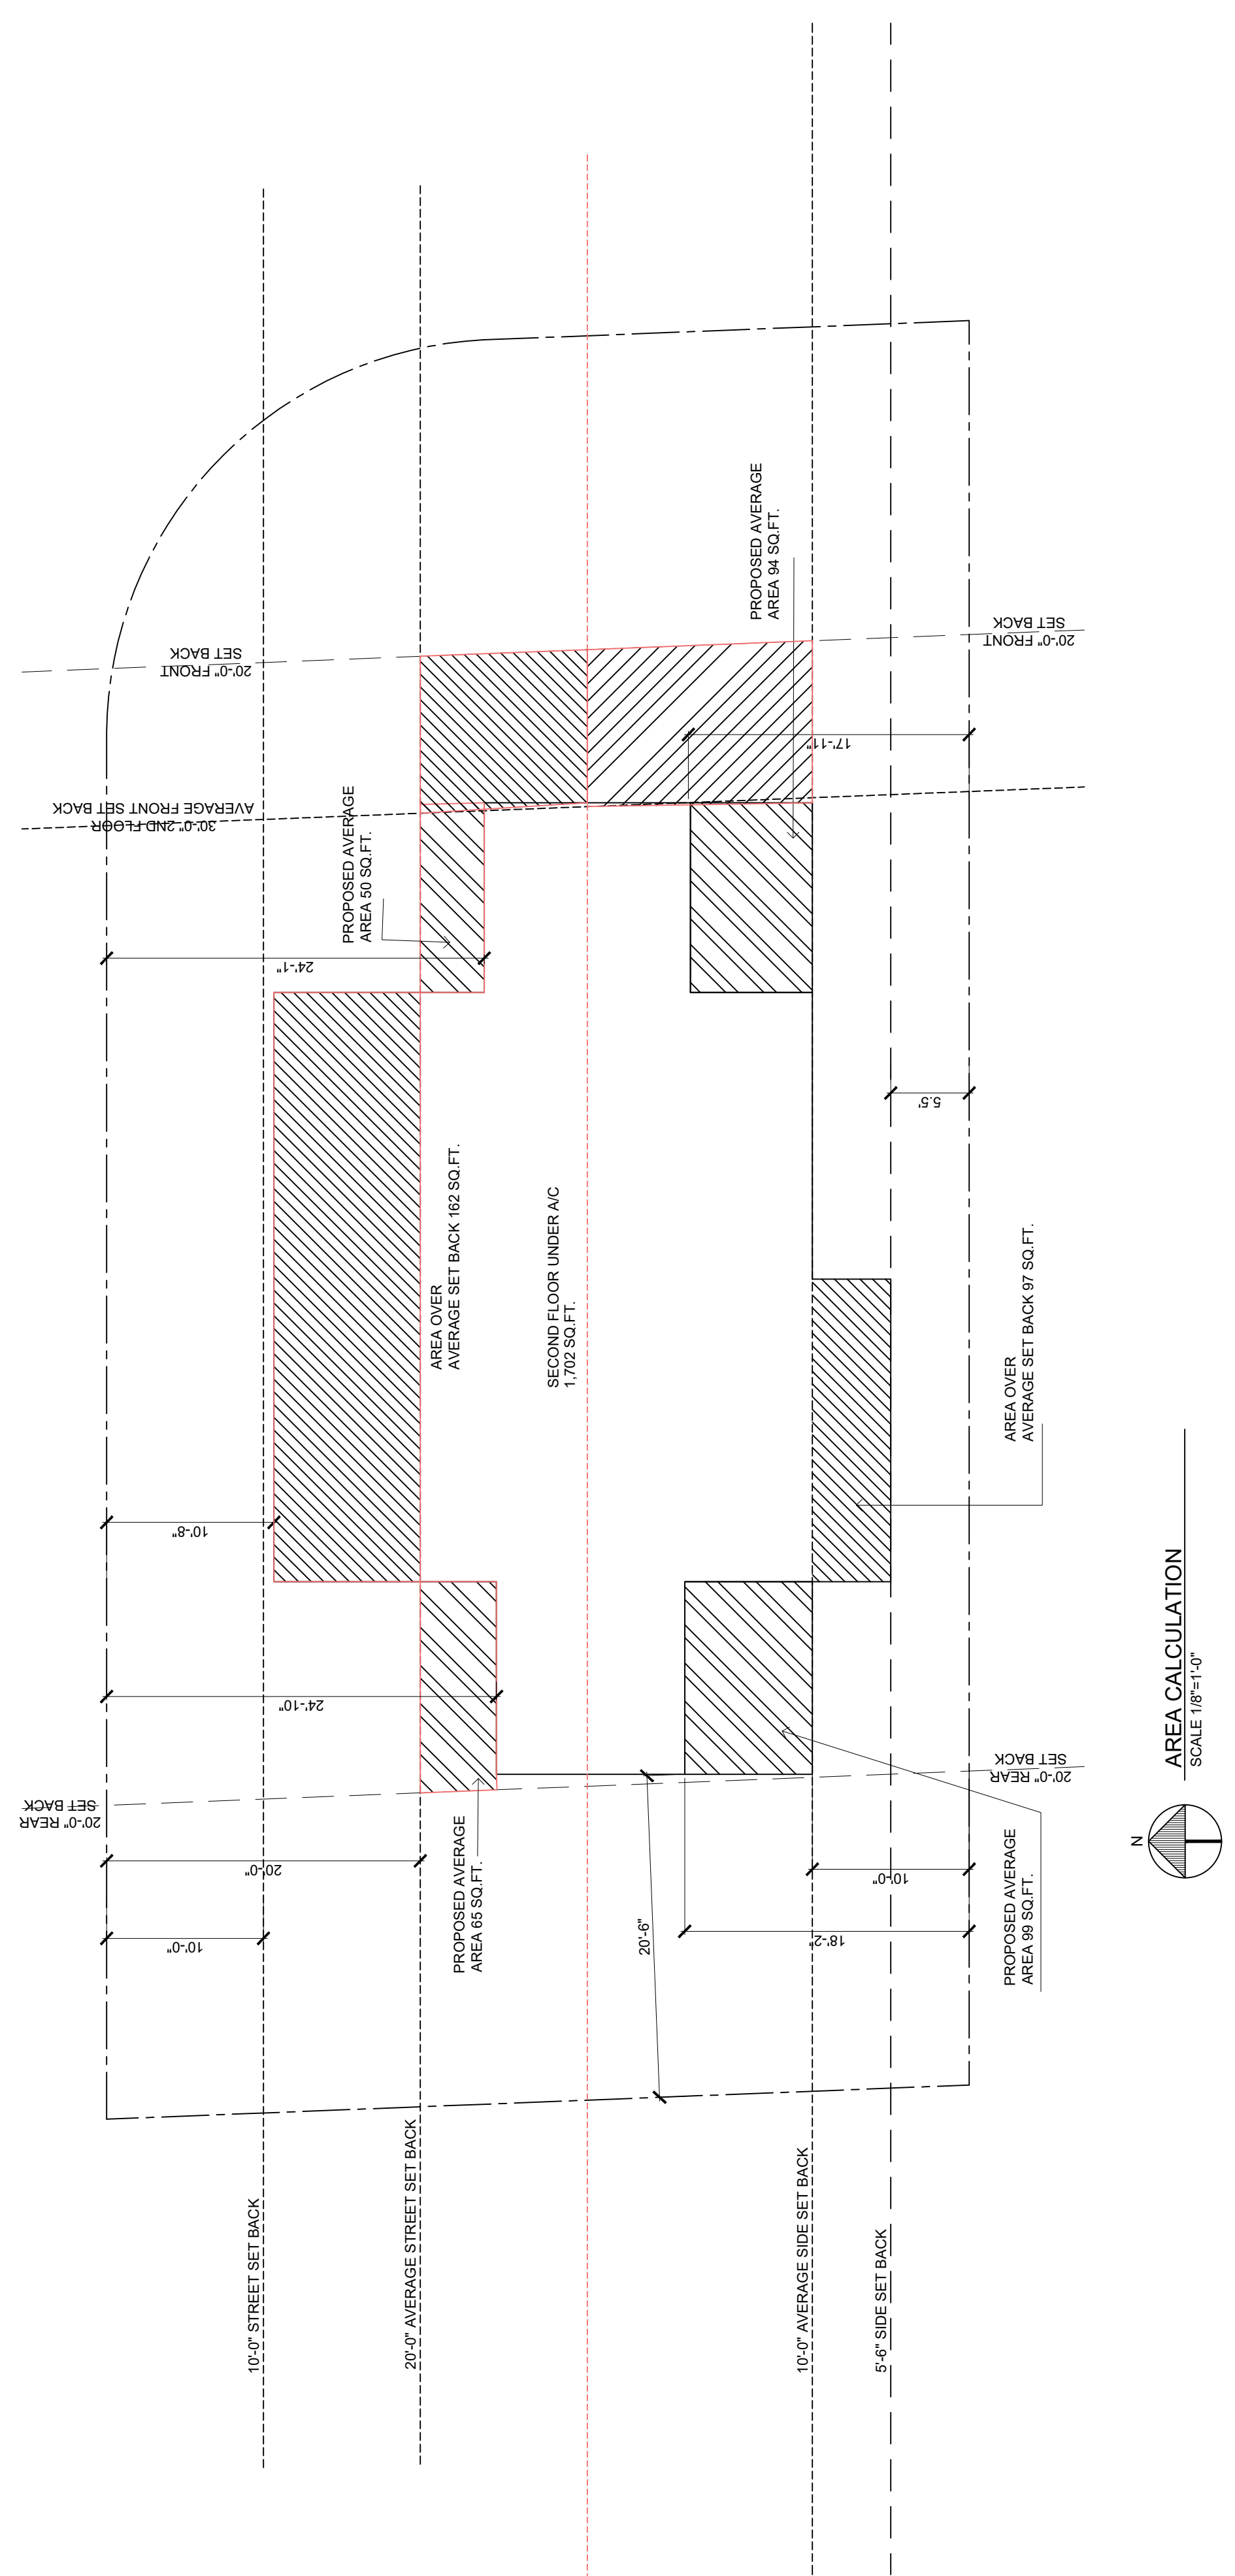 20'-0" FRONT
SET BACK
20'-0" FRONT
SET BACK
30'-0" 2ND FLOOR
AVERAGE FRONT SET BACK
PROPOSED AVERAGE
AREA 94 SQ.FT.
17'-11"
PROPOSED AVERAGE
AREA 50 SQ.FT.
24'-1"
5.5'
AREA OVER
AVERAGE SET BACK 162 SQ.FT.
SECOND FLOOR UNDER A/C
1,702 SQ.FT.
AREA OVER
AVERAGE SET BACK 97 SQ.FT.
10'-8"
24'-10"
20'-0" REAR
SET BACK
20'-0" REAR
SET BACK
20'-0"
10'-0"
PROPOSED AVERAGE
AREA 65 SQ.FT.
20'-6"
10'-0"
18'-2"
PROPOSED AVERAGE
AREA 99 SQ.FT.
10'-0" STREET SET BACK
20'-0" AVERAGE STREET SET BACK
10'-0" AVERAGE SIDE SET BACK
5'-6" SIDE SET BACK
N
AREA CALCULATION
SCALE 1/8"=1'-0"